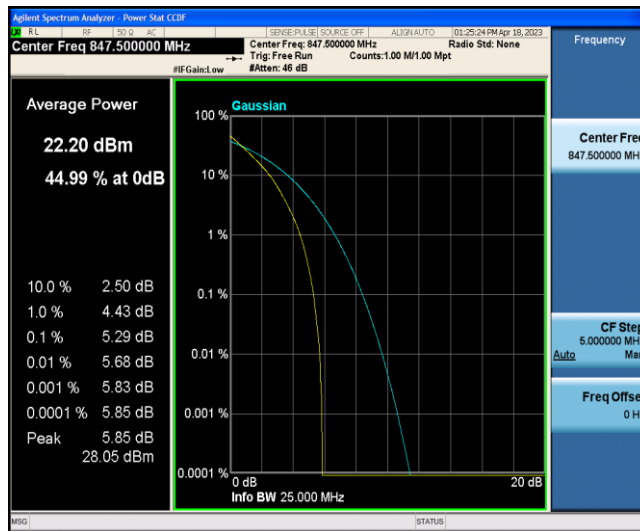 Agilent Spectrum Analyzer - Power Stat CCDF
RL RF 50 Ω AC SENSE:PULSE SOURCE OFF ALIGN AUTO 01:25:24 PM Apr 18, 2023
Center Freq 847.500000 MHz
Center Freq: 847.500000 MHz Radio Std: None
Trig: Free Run Counts:1.00 M/1.00 Mpt
#IFGain:Low #Atten: 46 dB
Frequency
Average Power
22.20 dBm
44.99 % at 0dB
10.0 % 2.50 dB
1.0 % 4.43 dB
0.1 % 5.29 dB
0.01 % 5.68 dB
0.001 % 5.83 dB
0.0001 % 5.85 dB
Peak 5.85 dB
28.05 dBm
Gaussian
100 %
10 %
1 %
0.1 %
0.01 %
0.001 %
0.0001 %
0 dB 20 dB
Info BW 25.000 MHz
Center Freq
847.500000 MH
CF Step
5.000000 MH
Auto Ma
Freq Offse
0 H
MSG STATUS